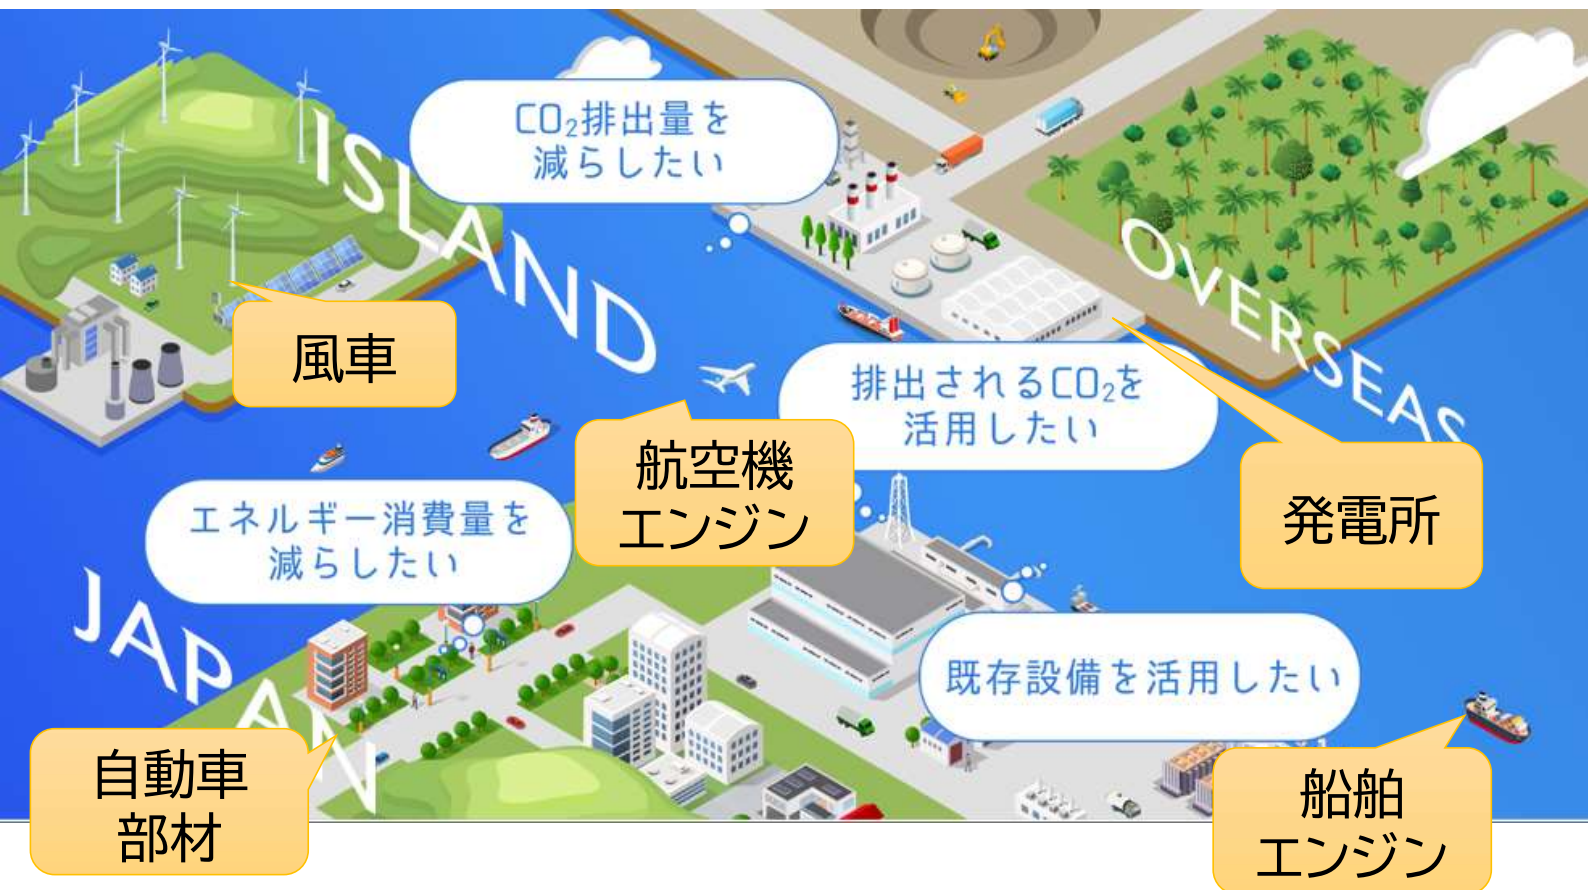 CO₂排出量を
減らしたい
ISLAND
OVERSEAS
風車
排出されるCO₂を
活用したい
航空機
エンジン
発電所
エネルギー消費量を
減らしたい
JAPAN
既存設備を活用したい
自動車
部材
船舶
エンジン